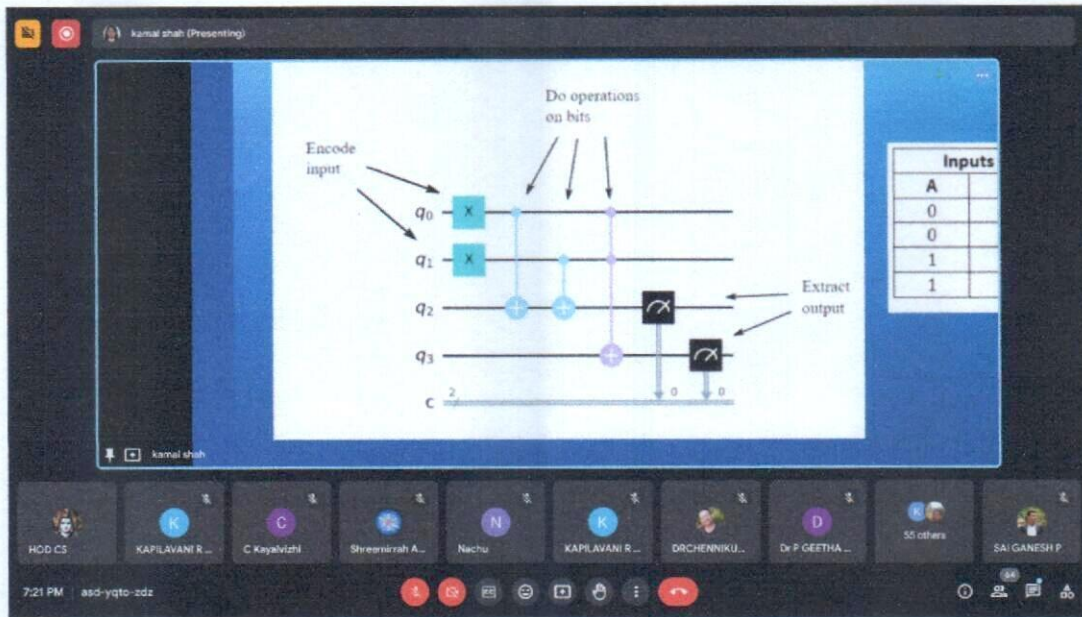 kamal shah (Presenting)
Do operations
on bits
Encode
input
Inputs
A
0
0
1
1
q0
X
q1
X
q2
q3
Extract
output
C
2
0
0
kamal shah
HOD CS
KAPILAVANI R ...
C Kayalvizhi
Shreemirrah A...
Nachu
KAPILAVANI R ...
DRCHENNIKU...
Dr P GEETHA ...
55 others
SAI GANESH P
K
C
N
K
D
K
7:21 PM | asd-yqto-zdz
64